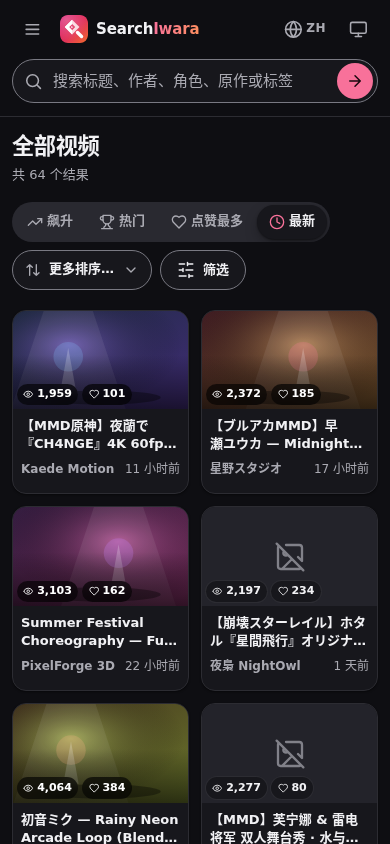 SearchIwara
ZH
搜索标题、作者、角色、原作或标签
全部视频
共 64 个结果
飙升
热门
点赞最多
最新
更多排序...
筛选
1,959
101
2,372
185
【MMD原神】夜蘭で
『CH4NGE』4K 60fp...
Kaede Motion
11 小时前
【ブルアカMMD】早
瀬ユウカ — Midnight...
星野スタジオ
17 小时前
3,103
162
2,197
234
Summer Festival
Choreography — Fu...
PixelForge 3D
22 小时前
【崩壊スターレイル】ホタ
ル『星間飛行』オリジナ...
夜枭 NightOwl
1 天前
4,064
384
2,277
80
初音ミク — Rainy Neon
Arcade Loop (Blend...
【MMD】芙宁娜 & 雷电
将军 双人舞台秀 · 水与...